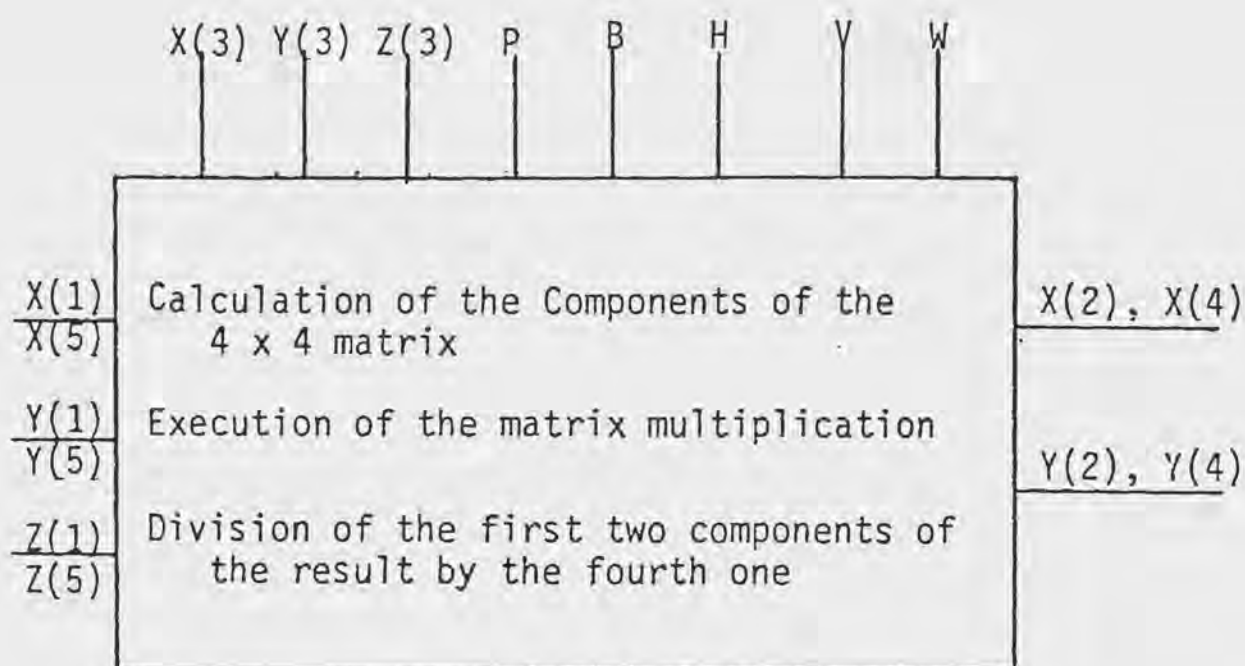 X(3) Y(3) Z(3) P B H V W
X(1)
X(5)
Calculation of the Components of the
4 x 4 matrix
X(2), X(4)
Y(1)
Y(5)
Execution of the matrix multiplication
Y(2), Y(4)
Z(1)
Z(5)
Division of the first two components of
the result by the fourth one